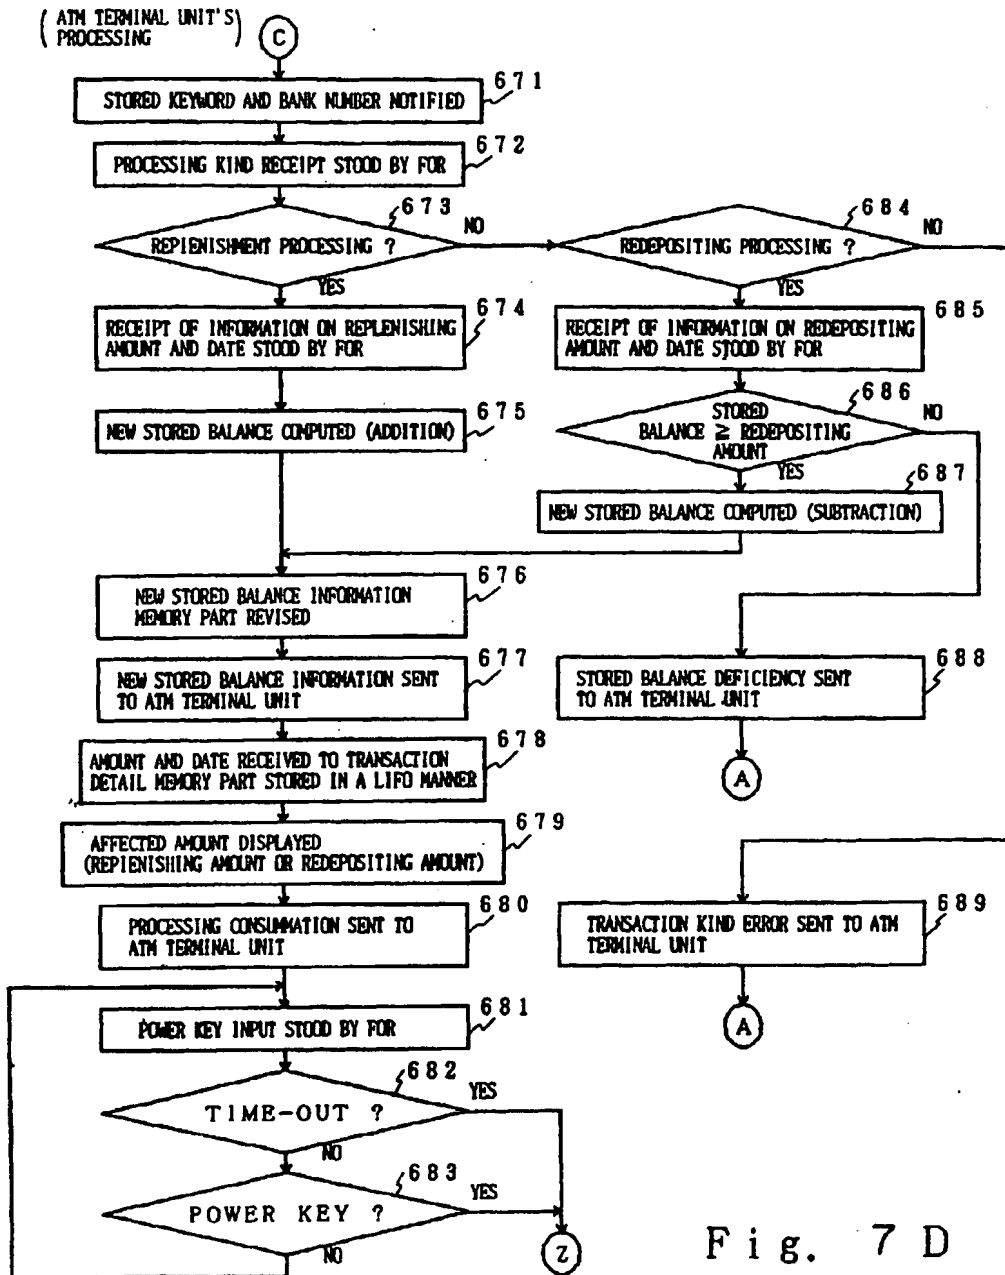 ( ATM TERMINAL UNIT'S )
PROCESSING
C
671
STORED KEYWORD AND BANK NUMBER NOTIFIED
672
PROCESSING KIND RECEIPT STOOD BY FOR
673
REPLENISHMENT PROCESSING ?
NO
YES
684
REDEPOSITING PROCESSING ?
NO
YES
674
RECEIPT OF INFORMATION ON REPLENISHING
AMOUNT AND DATE STOOD BY FOR
685
RECEIPT OF INFORMATION ON REDEPOSITING
AMOUNT AND DATE STOOD BY FOR
675
NEW STORED BALANCE COMPUTED (ADDITION)
686
STORED
BALANCE ≧ REDEPOSITING
AMOUNT
NO
YES
687
NEW STORED BALANCE COMPUTED (SUBTRACTION)
676
NEW STORED BALANCE INFORMATION
MEMORY PART REVISED
677
NEW STORED BALANCE INFORMATION SENT
TO ATM TERMINAL UNIT
688
STORED BALANCE DEFICIENCY SENT
TO ATM TERMINAL UNIT
A
678
AMOUNT AND DATE RECEIVED TO TRANSACTION
DETAIL MEMORY PART STORED IN A LIFO MANNER
679
AFFECTED AMOUNT DISPLAYED
(REPLENISHING AMOUNT OR REDEPOSITING AMOUNT)
680
PROCESSING CONSUMMATION SENT TO
ATM TERMINAL UNIT
689
TRANSACTION KIND ERROR SENT TO ATM
TERMINAL UNIT
A
681
POWER KEY INPUT STOOD BY FOR
682
TIME-OUT ?
YES
NO
683
POWER KEY ?
YES
NO
Z
Fig. 7 D